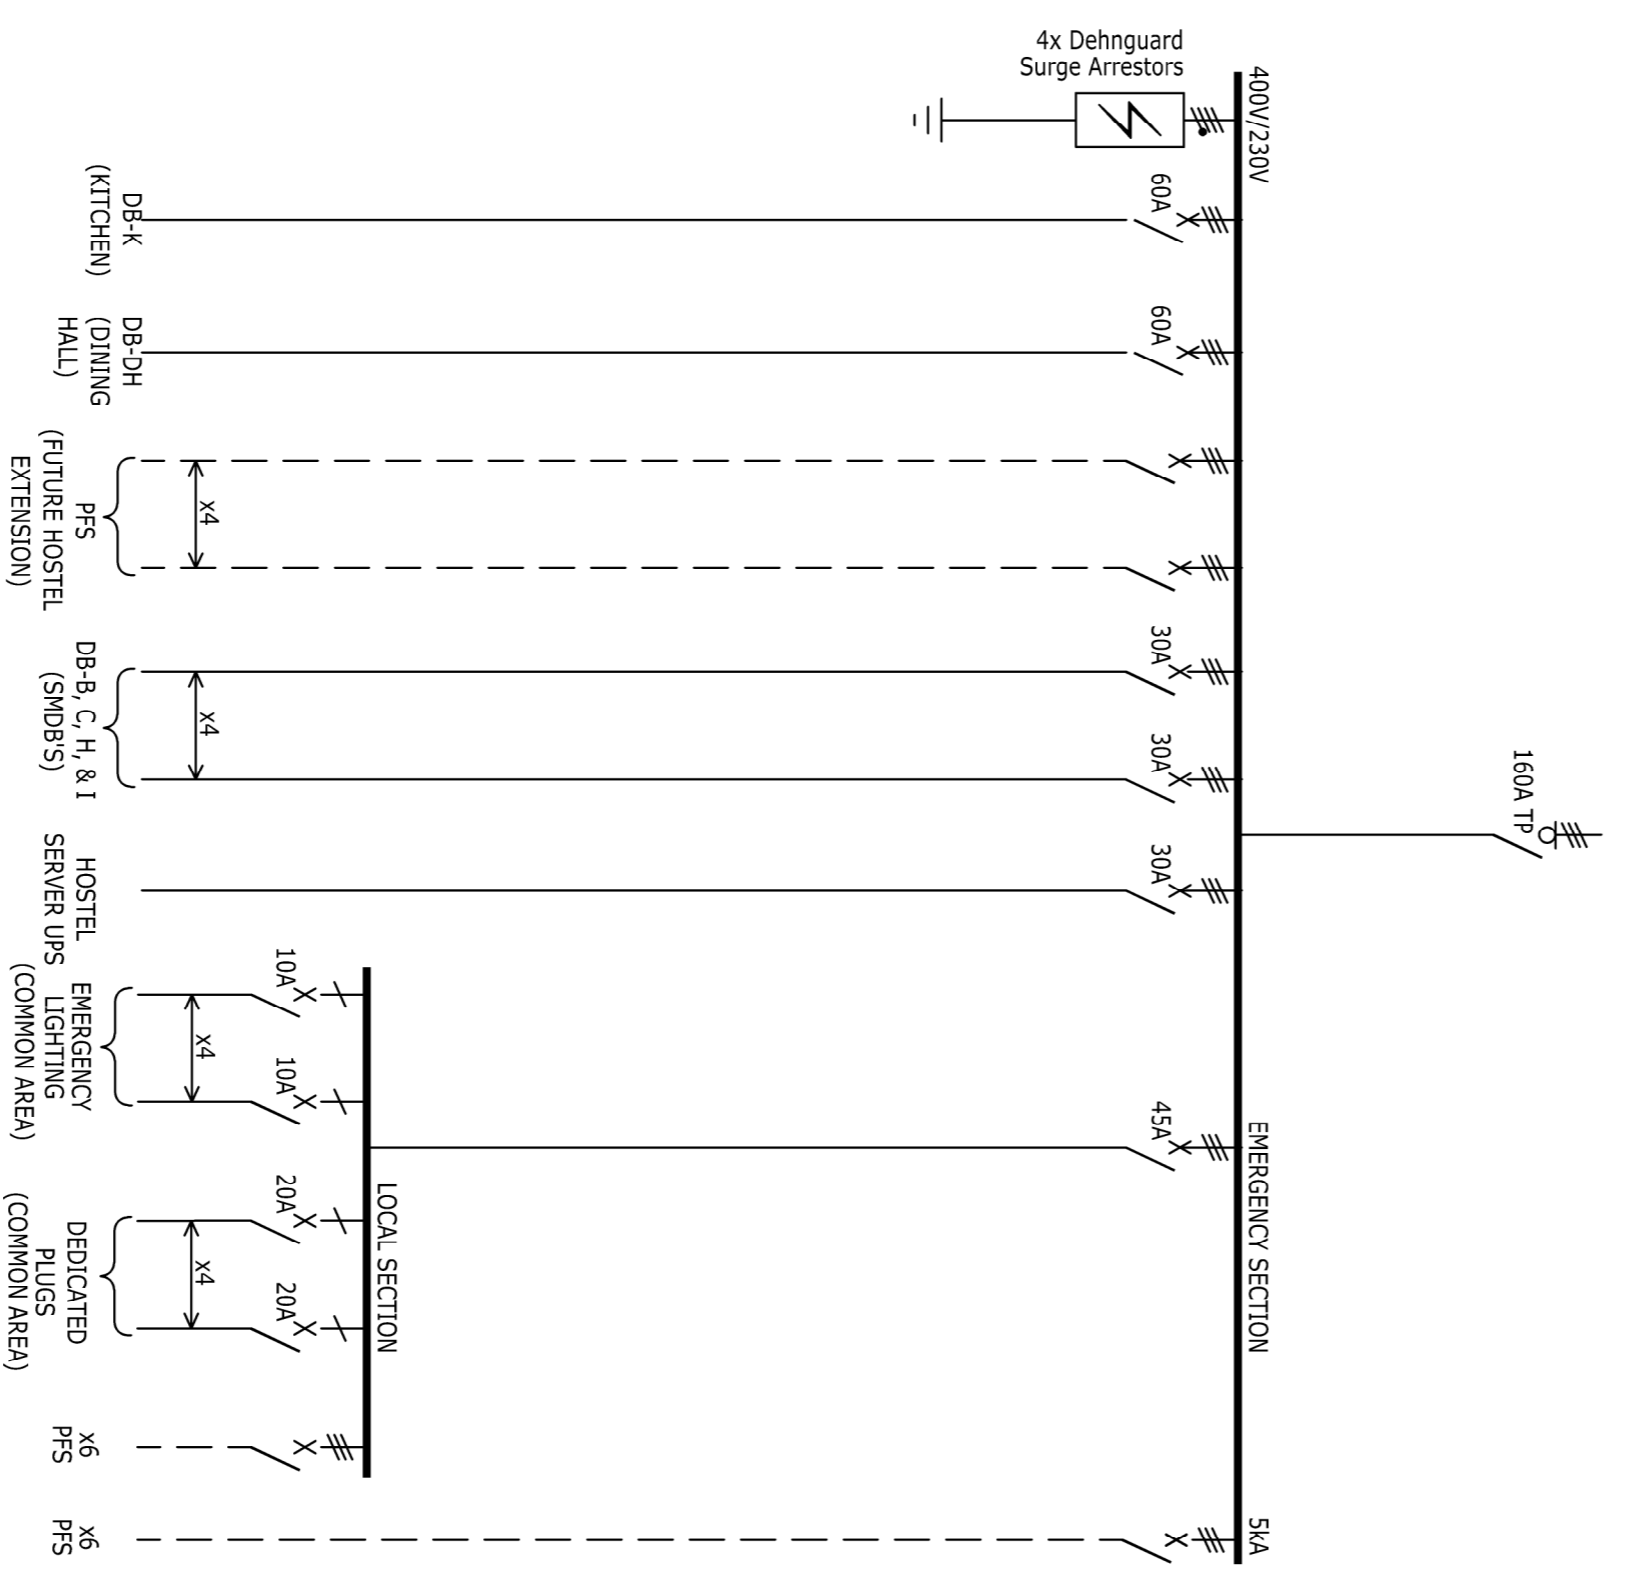 4x Dehnguard
Surge Arrestors
400V/230V
EMERGENCY SECTION
5kA
160A TP
60A
DB-K
(KITCHEN)
60A
DB-DH
(DINING
HALL)
x4
PFS
(FUTURE HOSTEL
EXTENSION)
30A
30A
x4
DB-B, C, H, & I
(SMDB'S)
30A
HOSTEL
SERVER UPS
45A
LOCAL SECTION
10A
10A
x4
EMERGENCY
LIGHTING
(COMMON AREA)
20A
20A
x4
DEDICATED
PLUGS
(COMMON AREA)
x6
PFS
x6
PFS